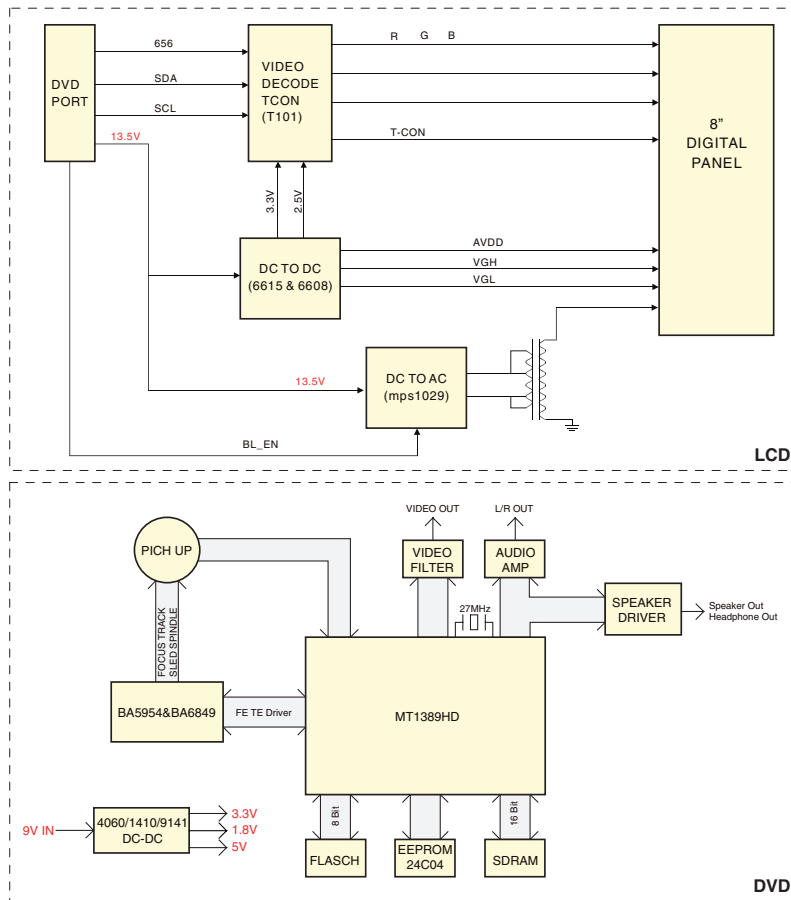 DVD
PORT
656
SDA
SCL
13.5V
VIDEO
DECODE
TCON
(T101)
R G B
T-CON
8”
DIGITAL
PANEL
3.3V
2.5V
DC TO DC
(6615 & 6608)
AVDD
VGH
VGL
13.5V
DC TO AC
(mps1029)
BL_EN
LCD
VIDEO OUT
L/R OUT
PICH UP
VIDEO
FILTER
AUDIO
AMP
27MHz
SPEAKER
DRIVER
Speaker Out
Headphone Out
FOCUS TRACK
SLED SPINDLE
BA5954&BA6849
FE TE Driver
MT1389HD
9V IN
4060/1410/9141
DC-DC
3.3V
1.8V
5V
8 Bit
16 Bit
FLASCH
EEPROM
24C04
SDRAM
DVD